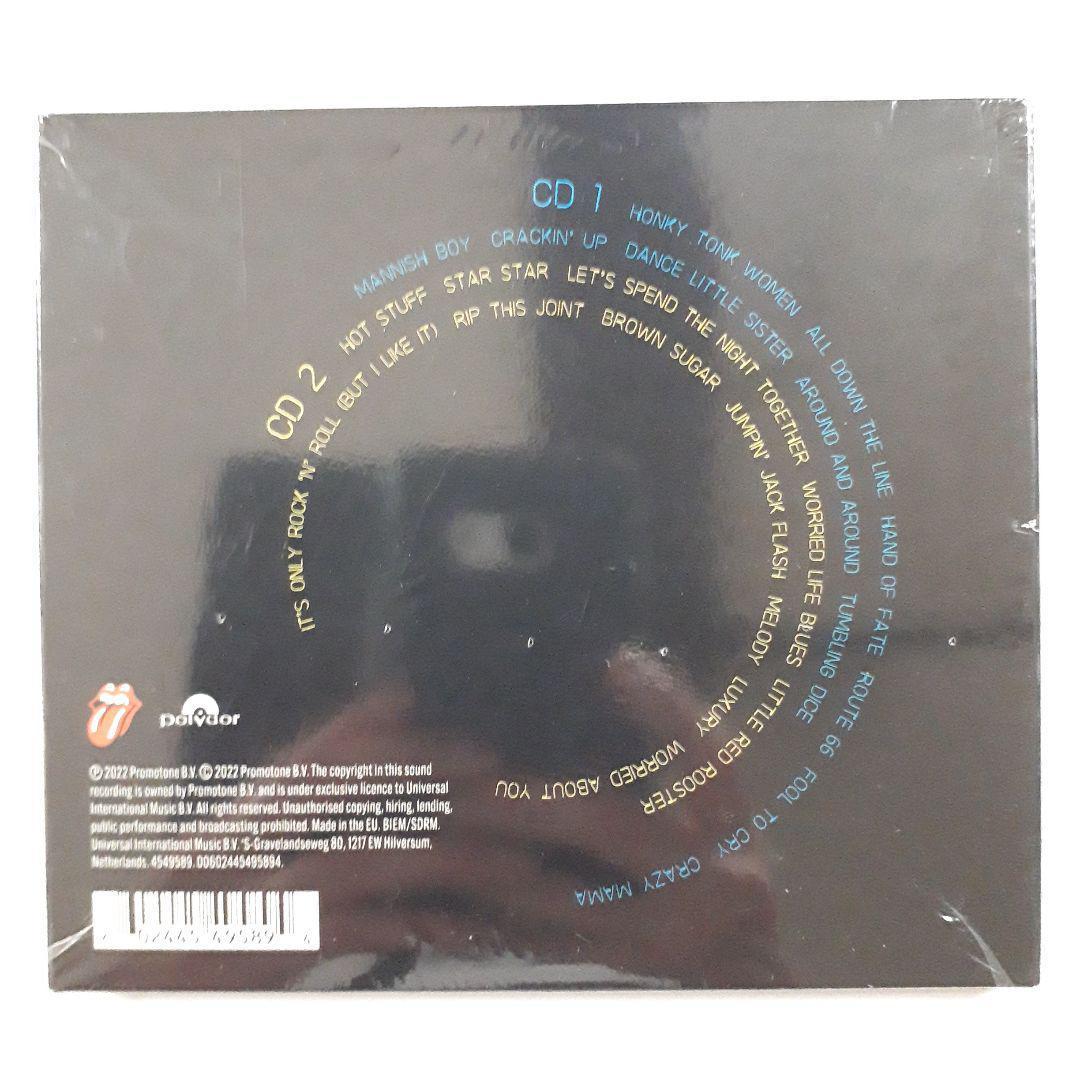 CD 1 HONKY TONK WOMEN ALL DOWN THE LINE HAND OF FATE ROUTE 66 FOOL TO CRY CRAZY MAMA
MANNISH BOY CRACKIN' UP DANCE LITTLE SISTER AROUND AND AROUND TUMBLING DICE
CD 2 HOT STUFF STAR STAR LET'S SPEND THE NIGHT TOGETHER WORRIED LIFE BLUES LITTLE RED ROOSTER
IT'S ONLY ROCK 'N' ROLL (BUT I LIKE IT) RIP THIS JOINT BROWN SUGAR JUMPIN' JACK FLASH MELODY LUXURY WORRIED ABOUT YOU
polydor
℗ 2022 Promotone B.V. © 2022 Promotone B.V. The copyright in this sound
recording is owned by Promotone B.V. and is under exclusive licence to Universal
International Music B.V. All rights reserved. Unauthorised copying, hiring, lending,
public performance and broadcasting prohibited. Made in the EU. BIEM/SDRM.
Universal International Music B.V. 'S-Gravelandseweg 80, 1217 EW Hilversum,
Netherlands. 4549589. 00602445495894.
02445 49589 4